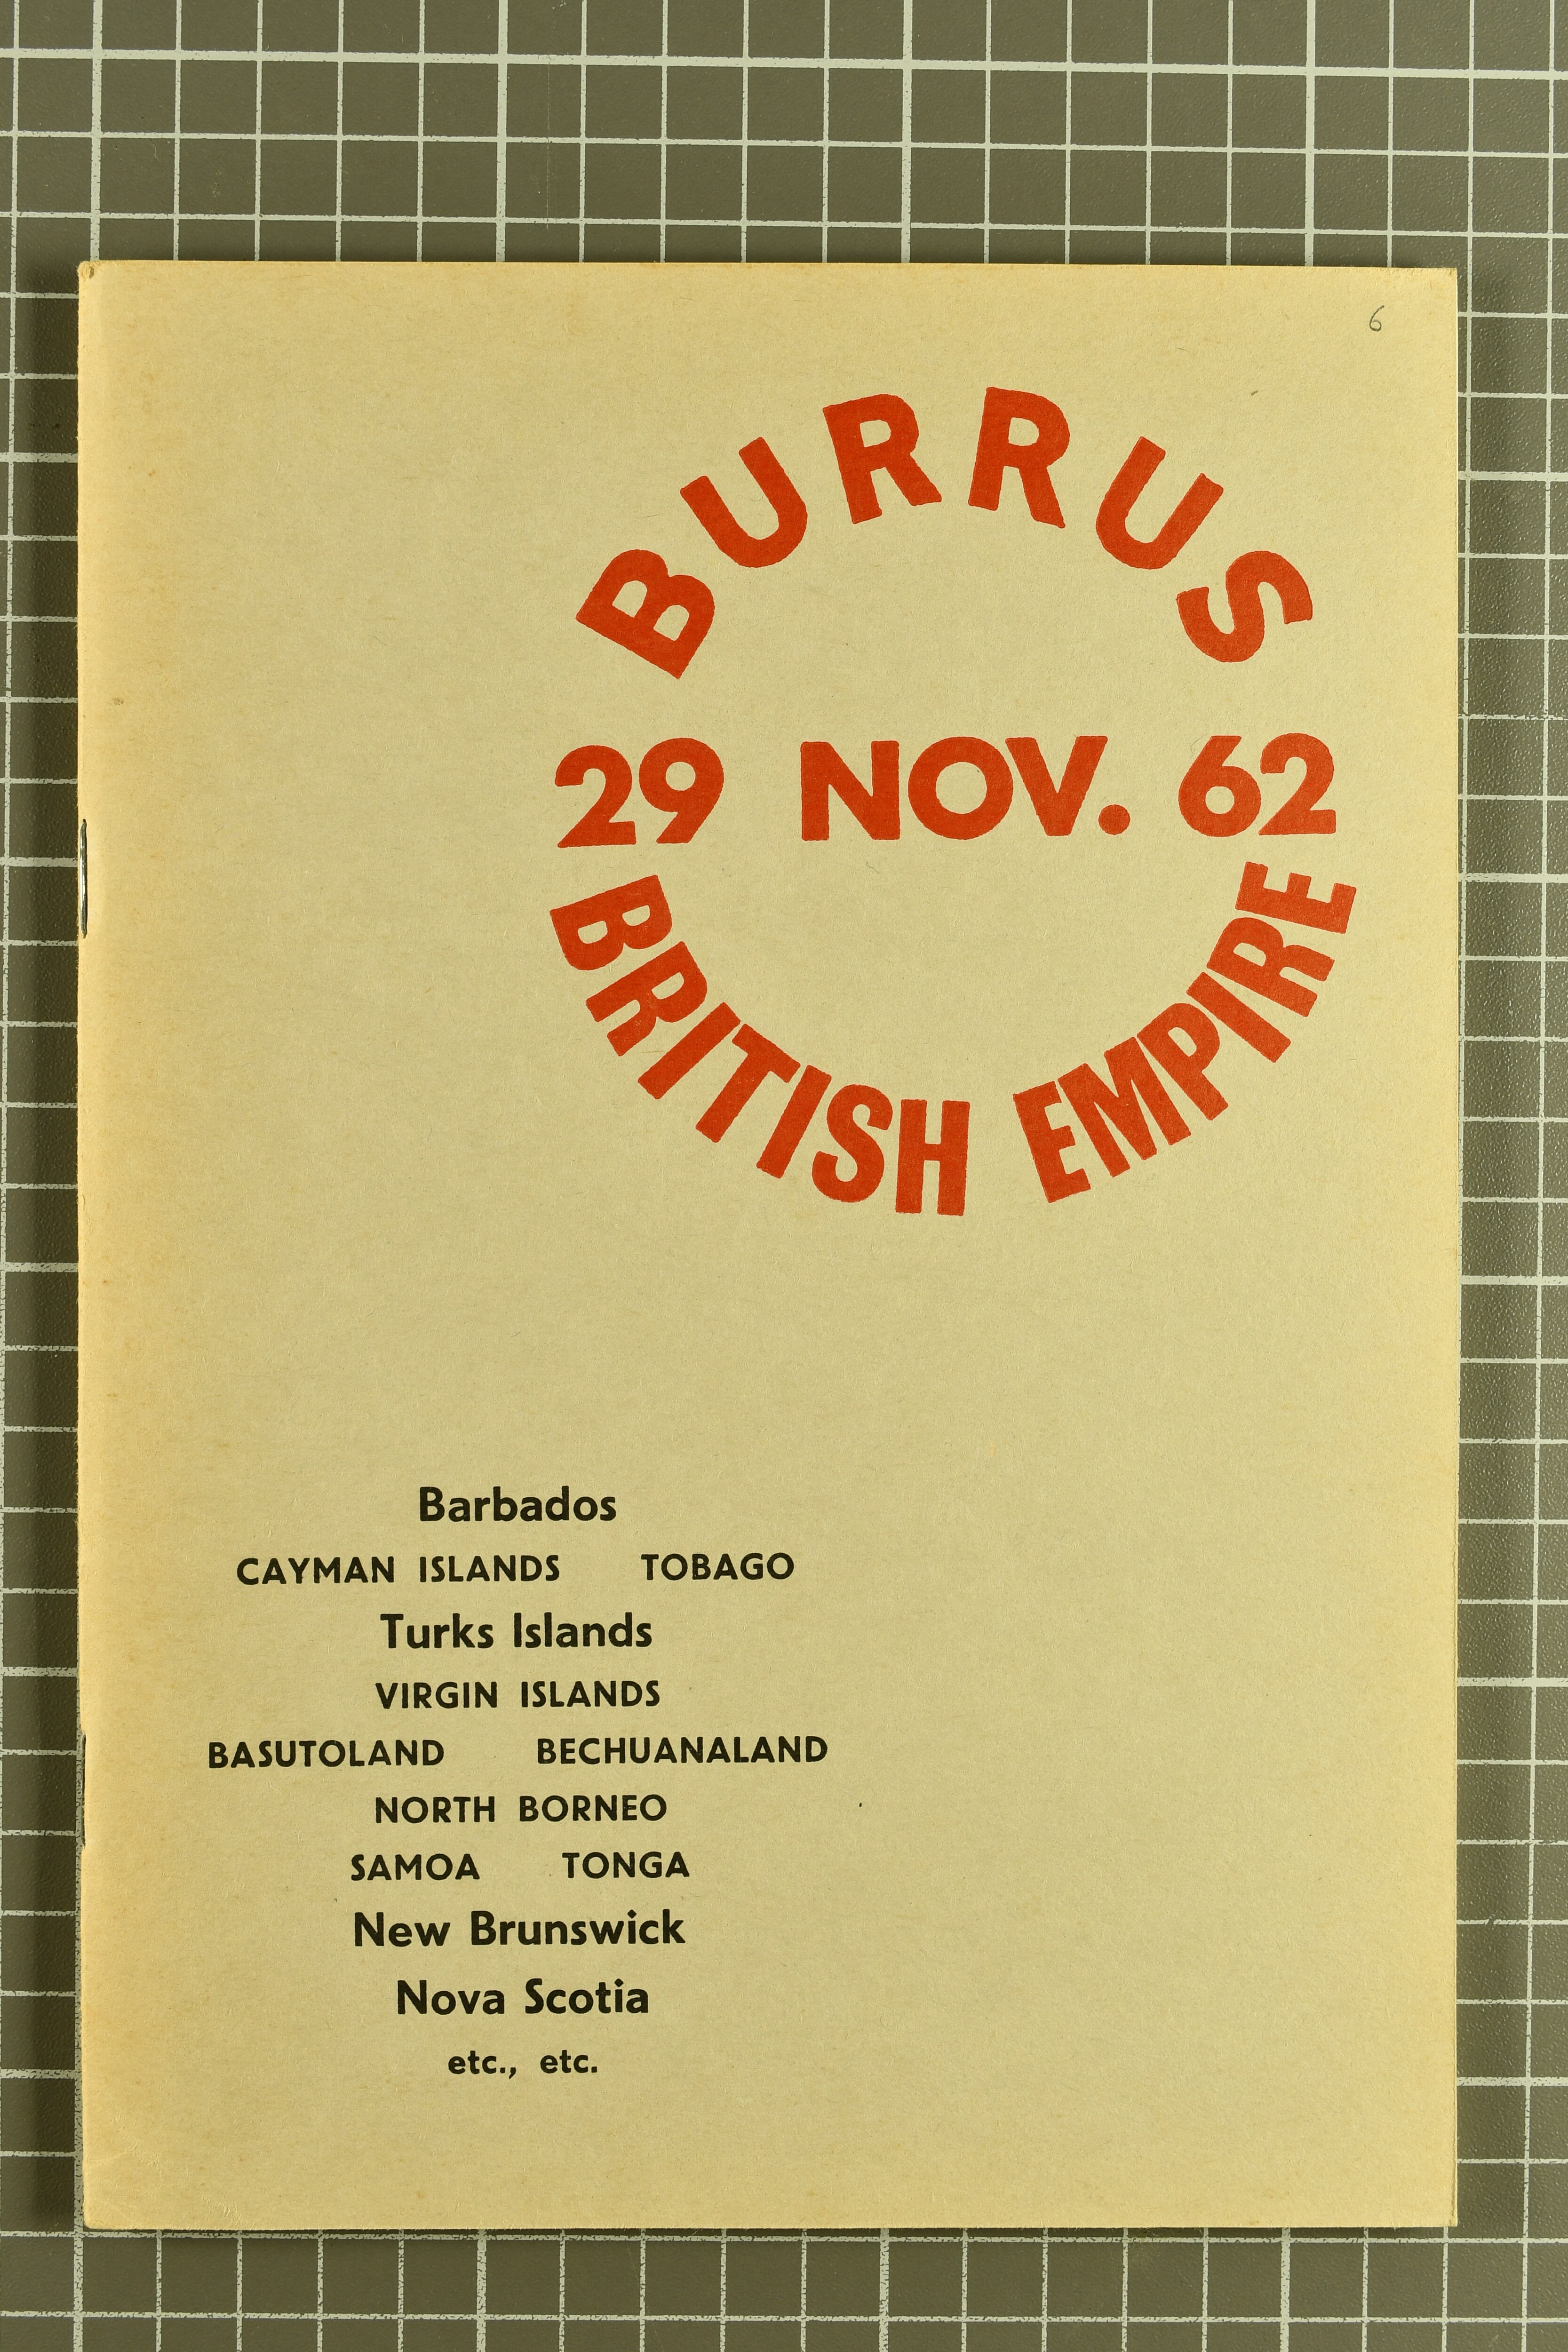 6
BURRUS
29 NOV. 62
BRITISH EMPIRE
Barbados
CAYMAN ISLANDS TOBAGO
Turks Islands
VIRGIN ISLANDS
BASUTOLAND BECHUANALAND
NORTH BORNEO
SAMOA TONGA
New Brunswick
Nova Scotia
etc., etc.